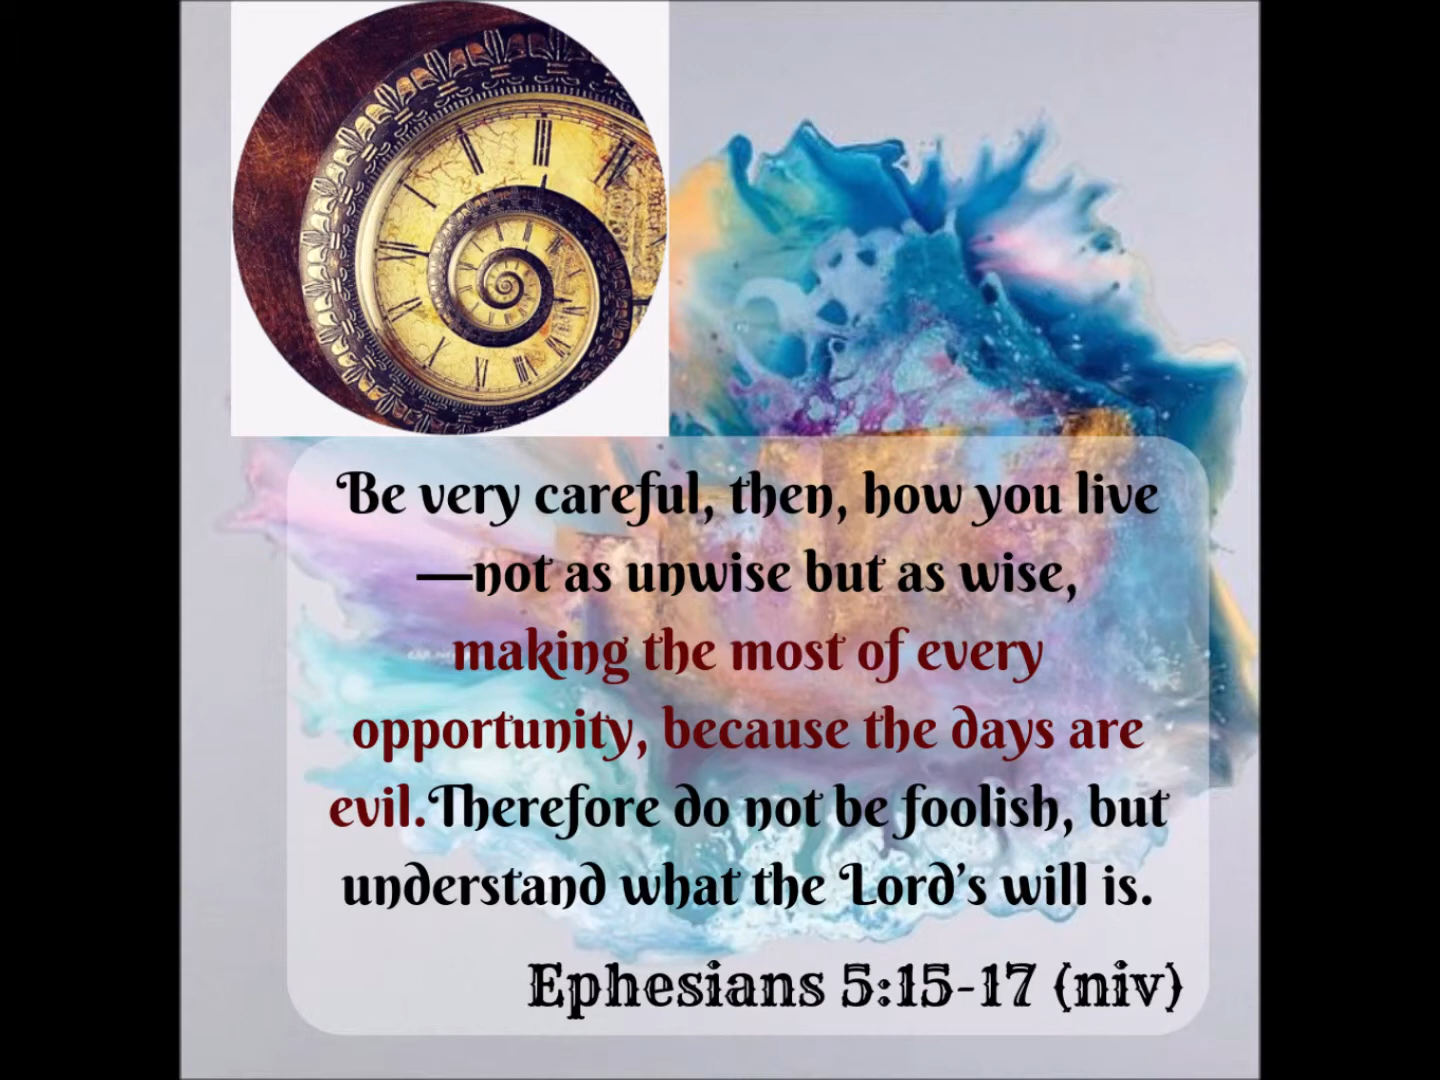 Be very careful, then, how you live
—not as unwise but as wise,
making the most of every
opportunity, because the days are
evil.Therefore do not be foolish, but
understand what the Lord's will is.
Ephesians 5:15-17 (niv)